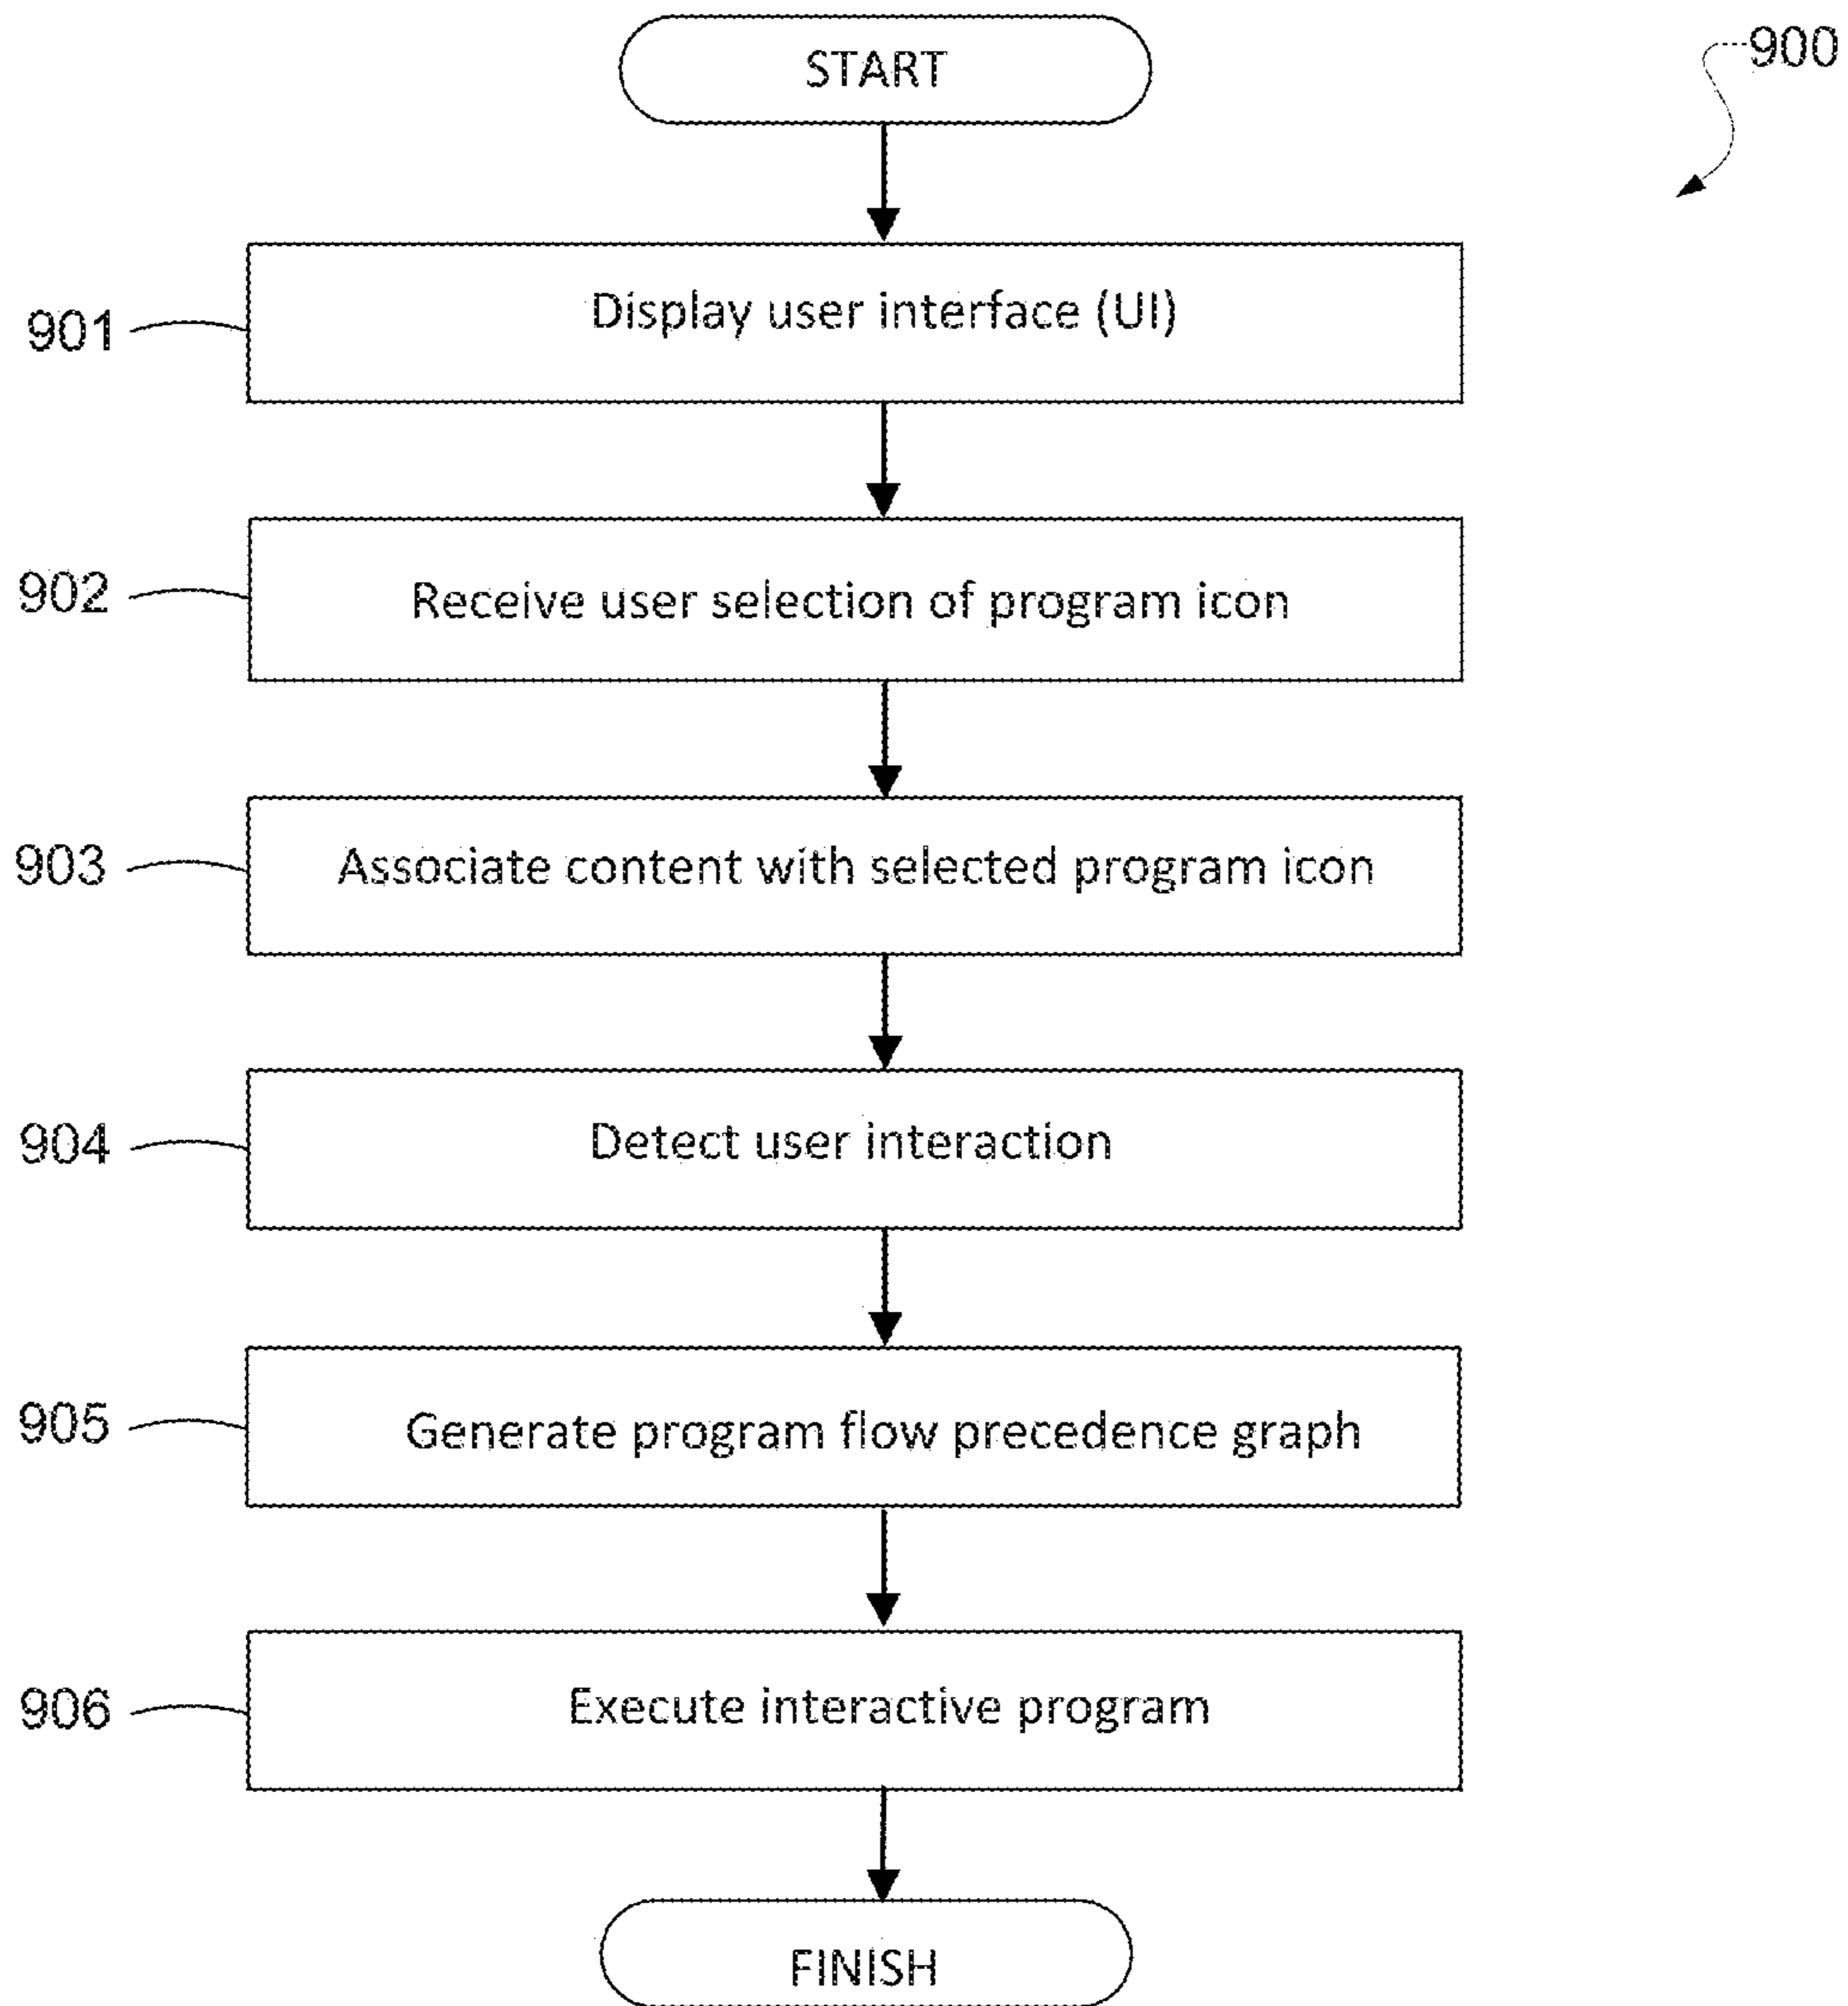 START
900
901
Display user interface (UI)
902
Receive user selection of program icon
903
Associate content with selected program icon
904
Detect user interaction
905
Generate program flow precedence graph
906
Execute interactive program
FINISH